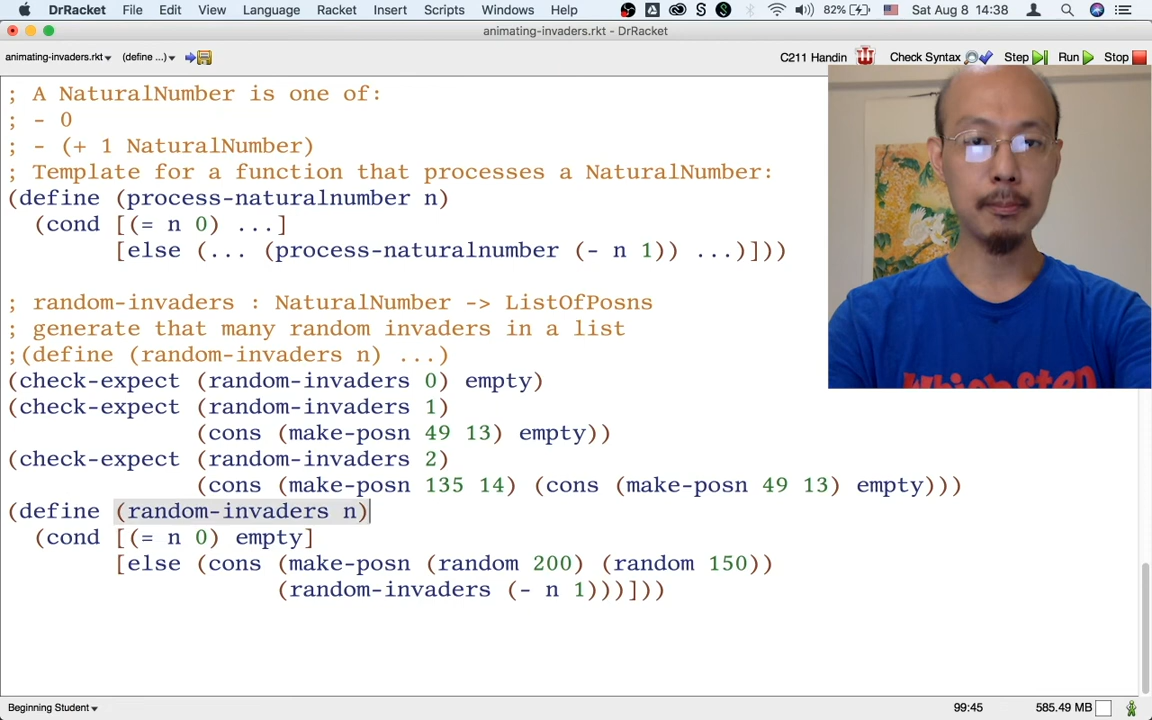 DrRacket File Edit View Language Racket Insert Scripts Windows Help 82% Sat Aug 8 14:38
animating-invaders.rkt - DrRacket
animating-invaders.rkt (define ...) C211 Handin Check Syntax Step Run Stop
; A NaturalNumber is one of:
; - 0
; - (+ 1 NaturalNumber)
; Template for a function that processes a NaturalNumber:
(define (process-naturalnumber n)
(cond [(= n 0) ...]
[else (... (process-naturalnumber (- n 1)) ...)]))
; random-invaders : NaturalNumber -> ListOfPosns
; generate that many random invaders in a list
;(define (random-invaders n) ...)
(check-expect (random-invaders 0) empty)
(check-expect (random-invaders 1)
(cons (make-posn 49 13) empty))
(check-expect (random-invaders 2)
(cons (make-posn 135 14) (cons (make-posn 49 13) empty)))
(define (random-invaders n)
(cond [(= n 0) empty]
[else (cons (make-posn (random 200) (random 150))
(random-invaders (- n 1)))]))
Beginning Student 99:45 585.49 MB